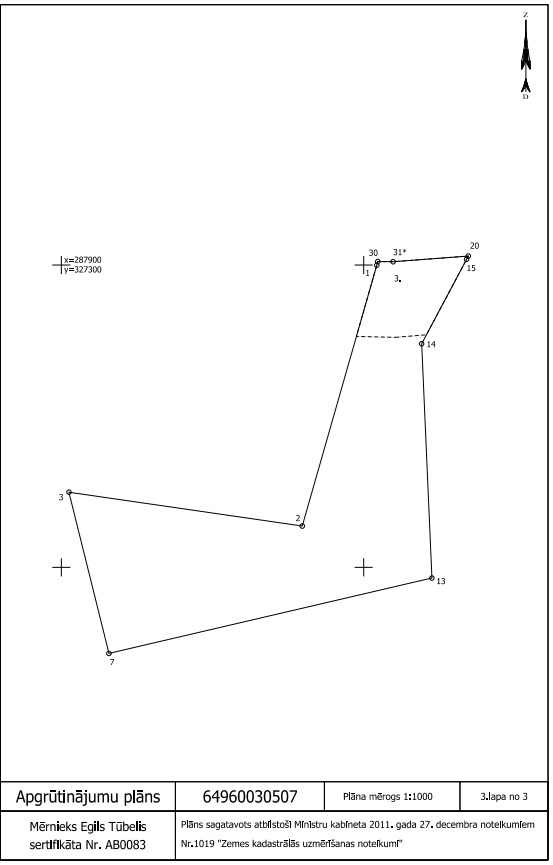 Z
D
x=287900
y=327300
30
31*
20
1
3.
15
14
3
2
13
7
Apgrūtinājumu plāns
64960030507
Plāna mērogs 1:1000
3.lapa no 3
Mērnieks Egils Tūbelis
sertifikāta Nr. AB0083
Plāns sagatavots atbilstoši Ministru kabineta 2011. gada 27. decembra noteikumiem
Nr.1019 "Zemes kadastrālās uzmērīšanas noteikumi"